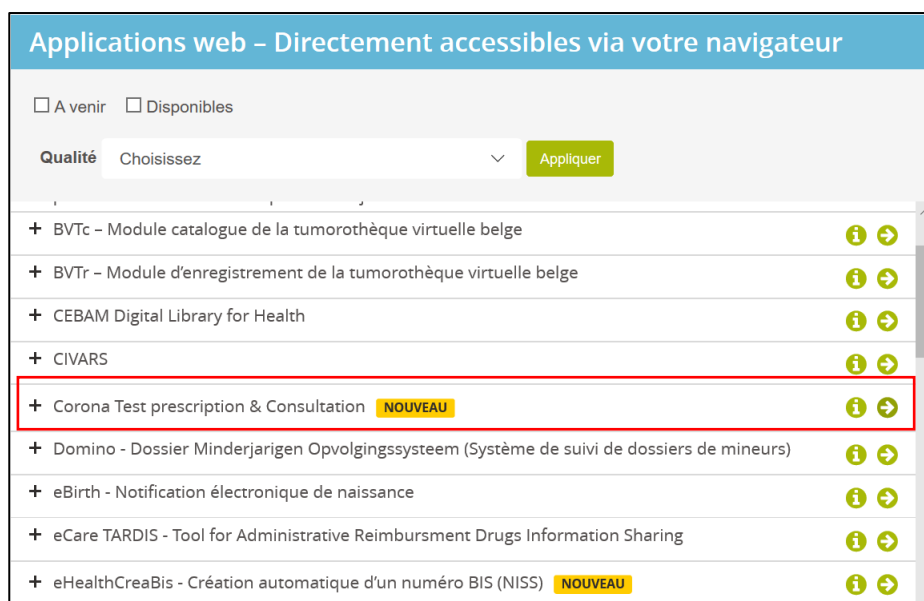 Applications web – Directement accessibles via votre navigateur
A venir Disponibles
Qualité Choisissez Appliquer
BVTc – Module catalogue de la tumorothèque virtuelle belge
BVTr – Module d’enregistrement de la tumorothèque virtuelle belge
CEBAM Digital Library for Health
CIVARS
Corona Test prescription & Consultation NOUVEAU
Domino - Dossier Minderjarigen Opvolgingssysteem (Système de suivi de dossiers de mineurs)
eBirth - Notification électronique de naissance
eCare TARDIS - Tool for Administrative Reimbursment Drugs Information Sharing
eHealthCreaBis - Création automatique d’un numéro BIS (NISS) NOUVEAU